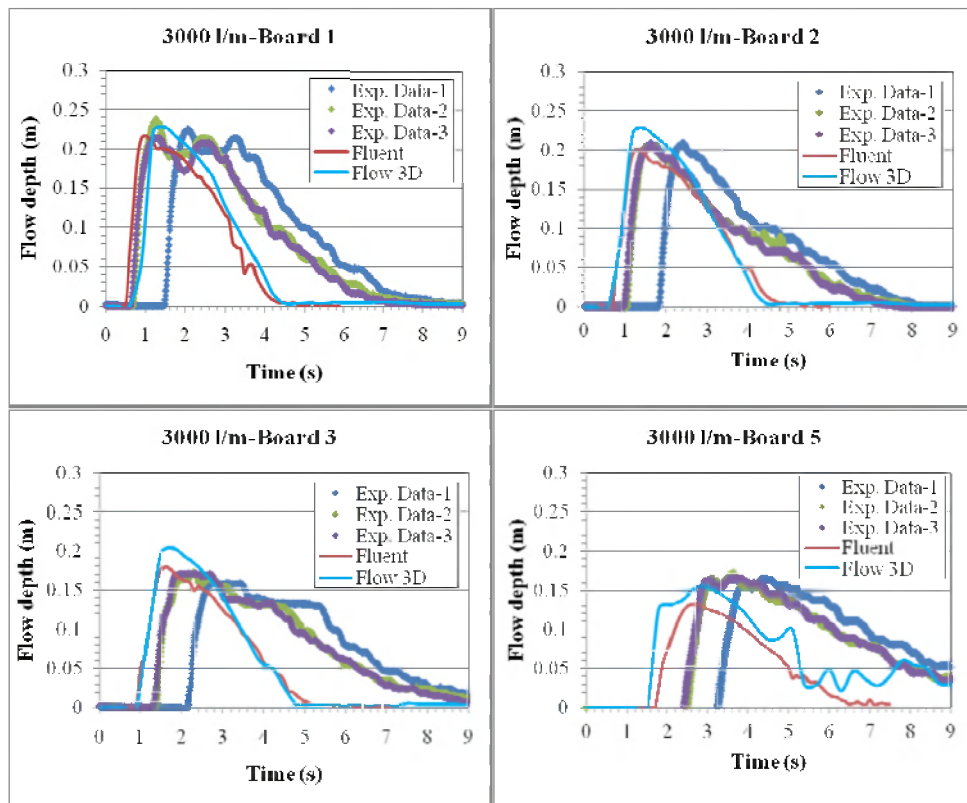 3000 l/m-Board 1
0.3
0.25
0.2
0.15
0.1
0.05
0
Flow depth (m)
Exp. Data-1
Exp. Data-2
Exp. Data-3
Fluent
Flow 3D
0 1 2 3 4 5 6 7 8 9
Time (s)
3000 l/m-Board 2
0.3
0.25
0.2
0.15
0.1
0.05
0
Flow depth (m)
Exp. Data-1
Exp. Data-2
Exp. Data-3
Fluent
Flow 3D
0 1 2 3 4 5 6 7 8 9
Time (s)
3000 l/m-Board 3
0.3
0.25
0.2
0.15
0.1
0.05
0
Flow depth (m)
Exp. Data-1
Exp. Data-2
Exp. Data-3
Fluent
Flow 3D
0 1 2 3 4 5 6 7 8 9
Time (s)
3000 l/m-Board 5
0.3
0.25
0.2
0.15
0.1
0.05
0
Flow depth (m)
Exp. Data-1
Exp. Data-2
Exp. Data-3
Fluent
Flow 3D
0 1 2 3 4 5 6 7 8 9
Time (s)